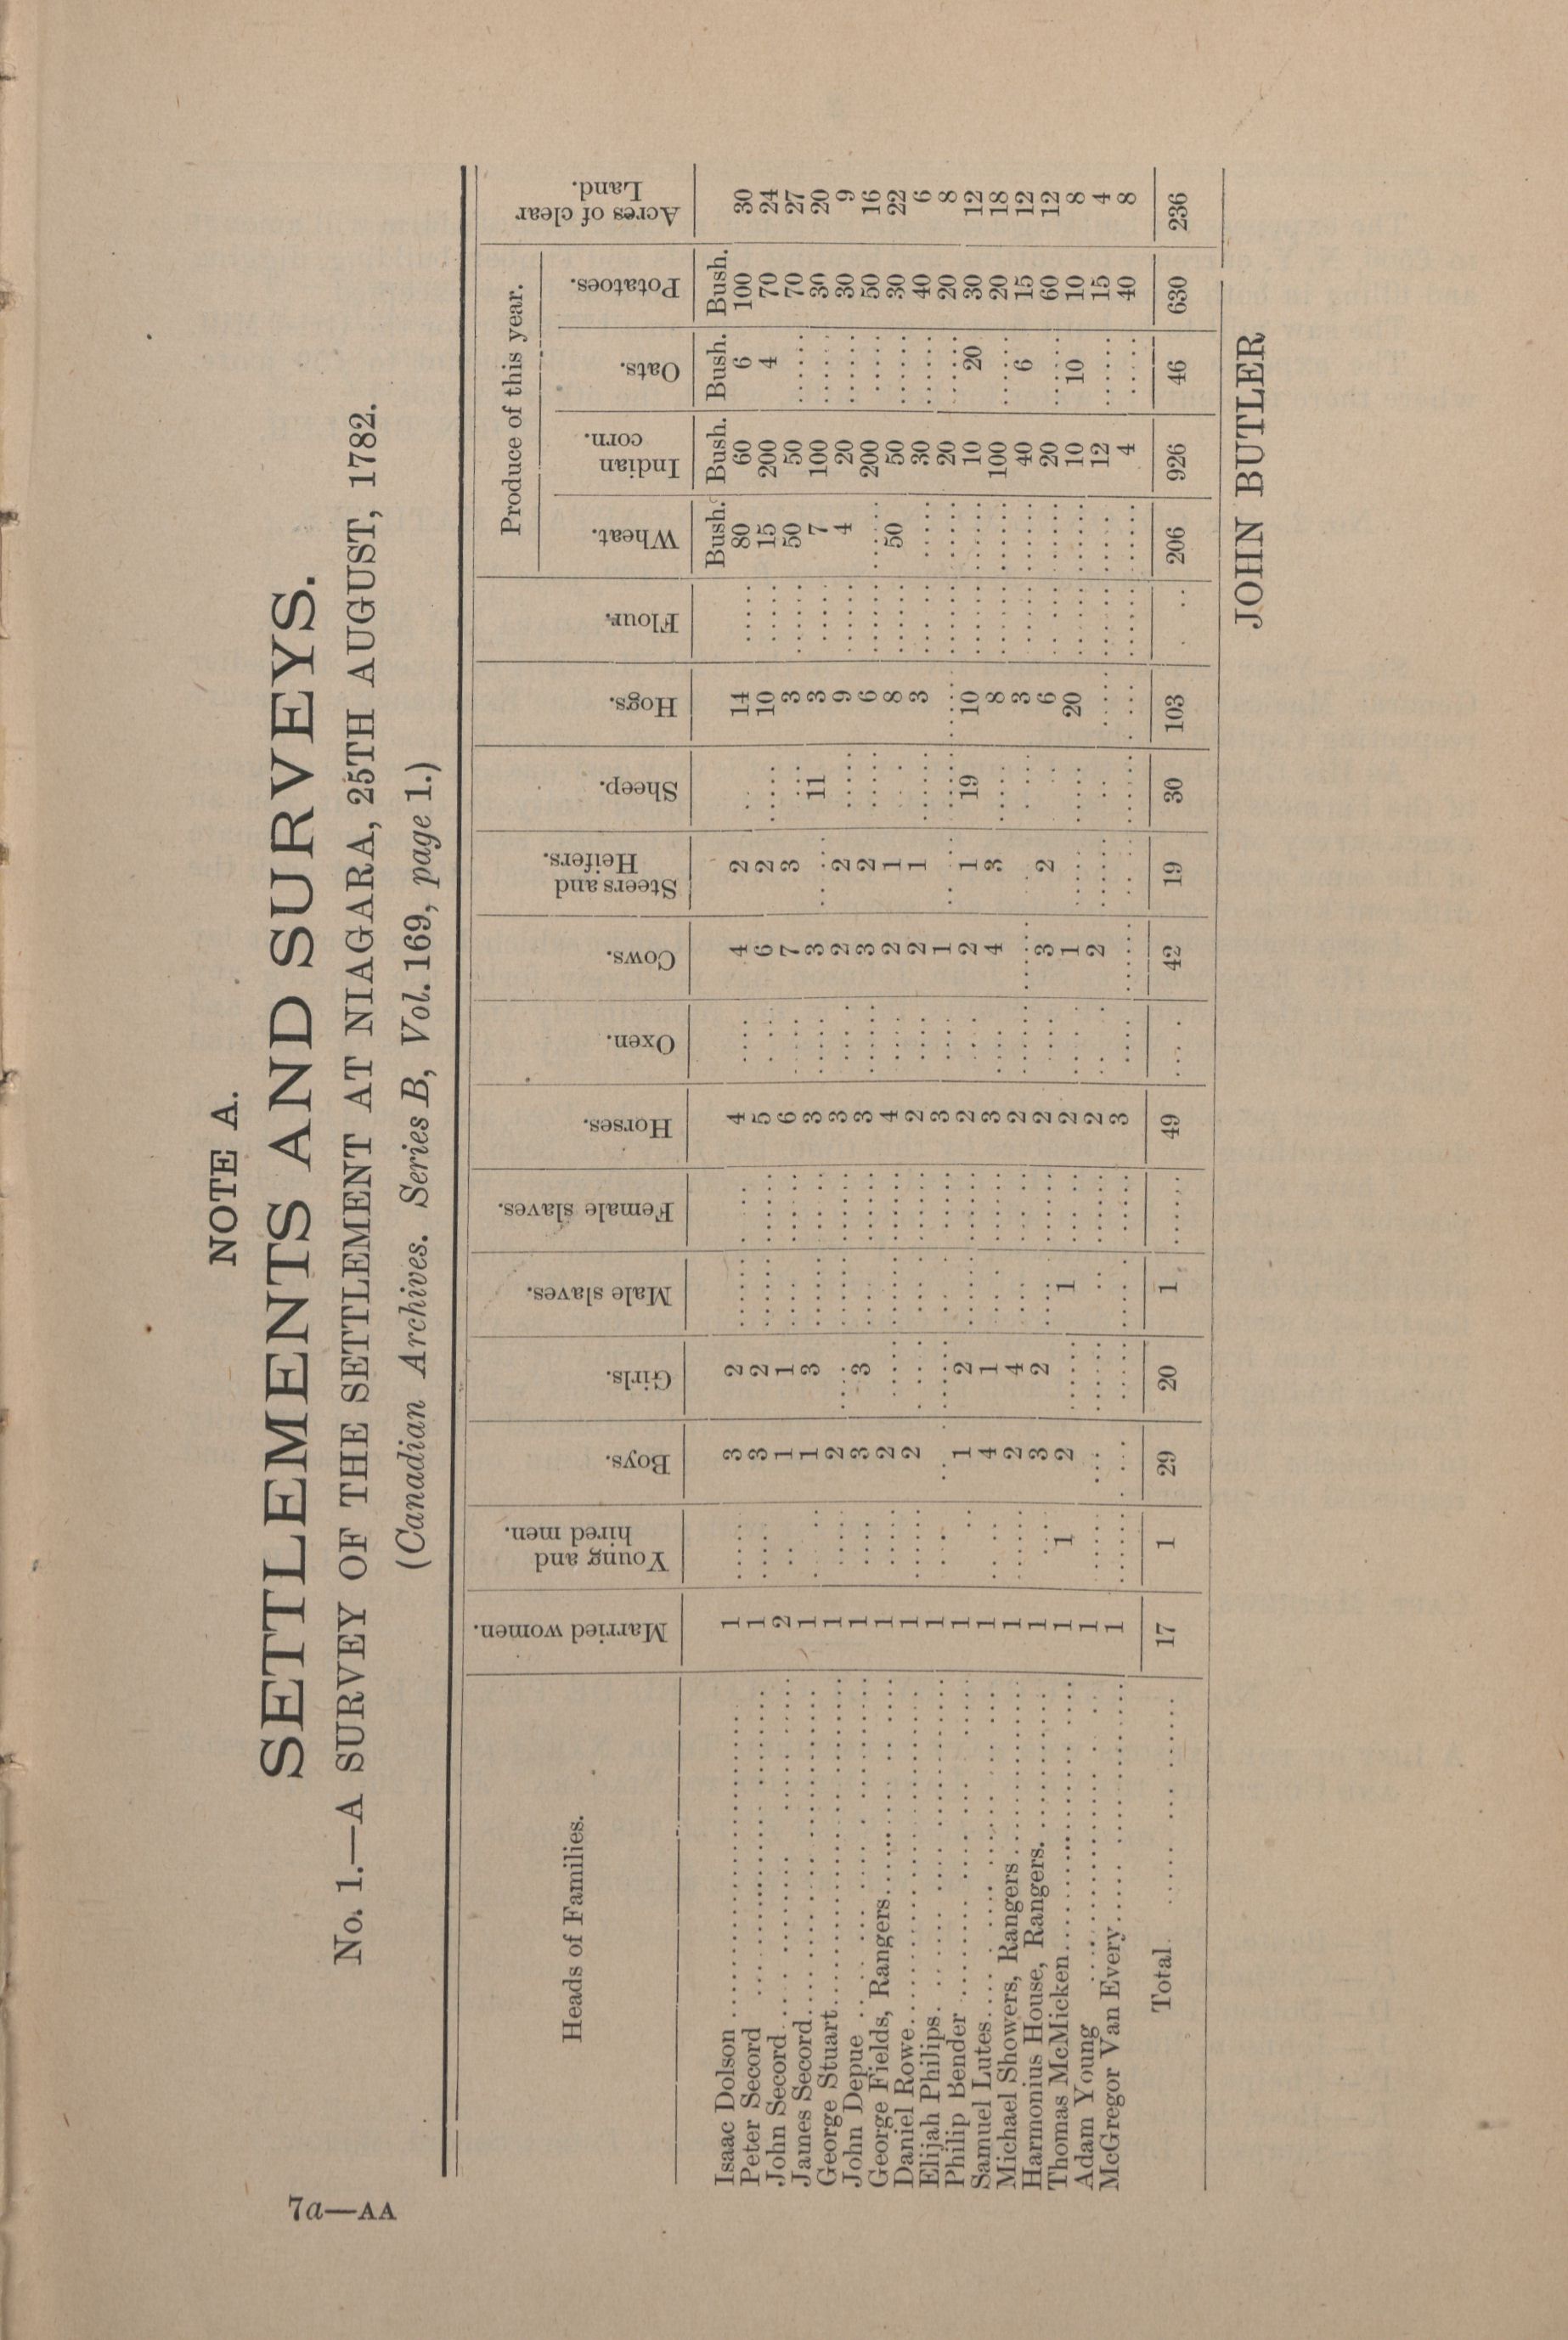 NOTE A.
SETTLEMENTS AND SURVEYS.
No. 1.—A SURVEY OF THE SETTLEMENT AT NIAGARA, 25TH AUGUST, 1782.
(Canadian Archives. Series B, Vol. 169, page 1.)
Heads of Families. Married women. Young and hired men. Boys. Girls. Male slaves. Female slaves. Horses. Oxen. Cows. Steers and Heifers. Sheep. Hogs. Flour. Produce of this year. Wheat. Indian corn. Oats. Potatoes. Acres of clear Land.
Bush. Bush. Bush. Bush.
Isaac Dolson 1 3 2 4 4 2 14 80 60 6 100 30
Peter Secord 1 3 2 5 6 2 10 15 200 4 70 24
John Secord 2 1 1 6 7 3 3 50 50 70 27
James Secord 1 1 3 3 3 11 3 7 100 30 20
George Stuart 1 2 3 2 2 9 4 20 30 9
John Depue 1 3 3 3 3 2 6 200 50 16
George Fields, Rangers 1 2 4 2 1 8 50 50 30 22
Daniel Rowe 1 2 2 2 1 3 30 40 6
Elijah Philips 1 3 1 20 20 8
Philip Bender 1 1 2 2 2 1 19 10 10 20 30 12
Samuel Lutes 1 4 1 3 4 3 8 100 20 18
Michael Showers, Rangers 1 2 4 2 3 40 6 15 12
Harmonius House, Rangers. 1 3 2 2 3 2 6 20 60 12
Thomas McMicken 1 1 2 1 2 1 20 10 10 10 8
Adam Young 1 2 2 12 15 4
McGregor Van Every 1 3 4 40 8
Total 17 1 29 20 1 49 42 19 30 103 206 926 46 630 236
JOHN BUTLER
7a—AA